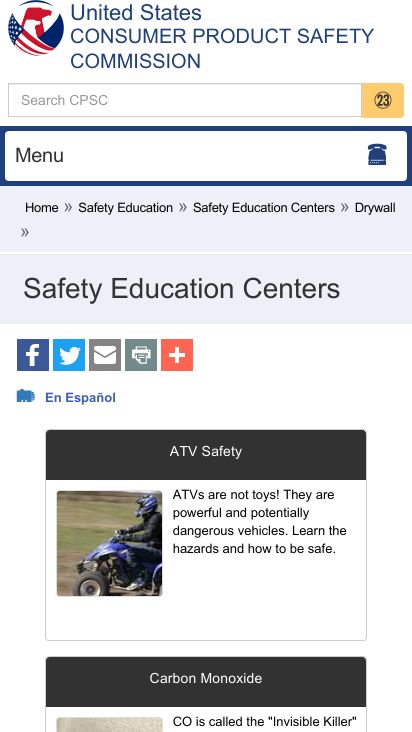 United States
CONSUMER PRODUCT SAFETY
COMMISSION
Search CPSC
㉓
Menu
Home » Safety Education » Safety Education Centers » Drywall
»
Safety Education Centers
En Español
ATV Safety
ATVs are not toys! They are
powerful and potentially
dangerous vehicles. Learn the
hazards and how to be safe.
Carbon Monoxide
CO is called the "Invisible Killer"